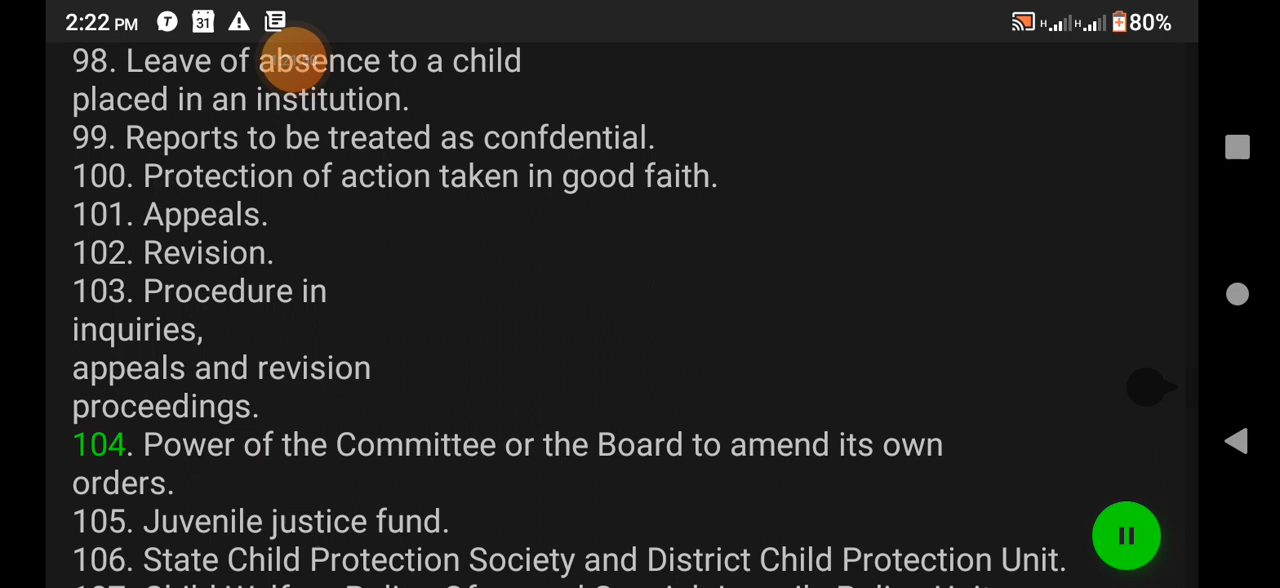 2:22 PM T 31 H H 80%
98. Leave of absence to a child
placed in an institution.
99. Reports to be treated as confdential.
100. Protection of action taken in good faith.
101. Appeals.
102. Revision.
103. Procedure in
inquiries,
appeals and revision
proceedings.
104. Power of the Committee or the Board to amend its own
orders.
105. Juvenile justice fund.
106. State Child Protection Society and District Child Protection Unit.